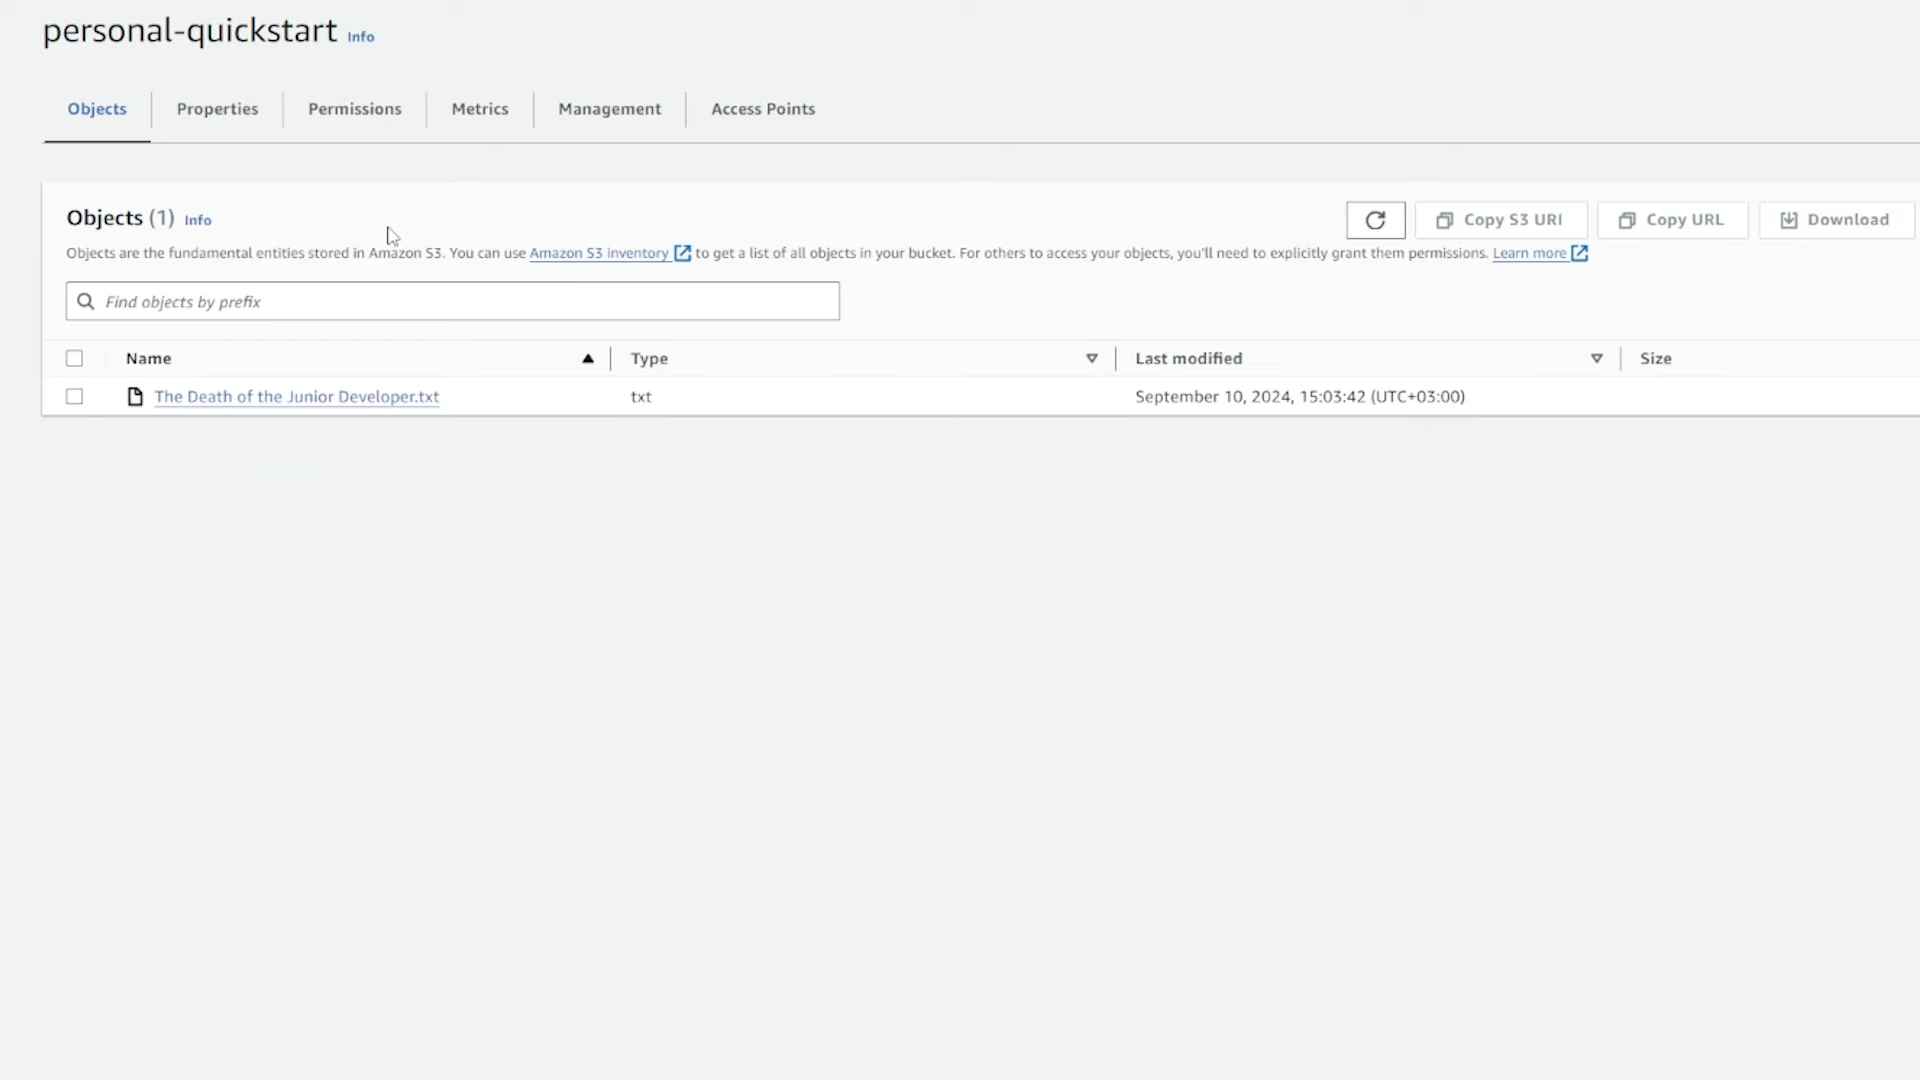 personal-quickstart Info
Objects Properties Permissions Metrics Management Access Points
Objects (1) Info
Copy S3 URI Copy URL Download
Objects are the fundamental entities stored in Amazon S3. You can use Amazon S3 inventory to get a list of all objects in your bucket. For others to access your objects, you'll need to explicitly grant them permissions. Learn more
Find objects by prefix
Name Type Last modified Size
The Death of the Junior Developer.txt txt September 10, 2024, 15:03:42 (UTC+03:00)